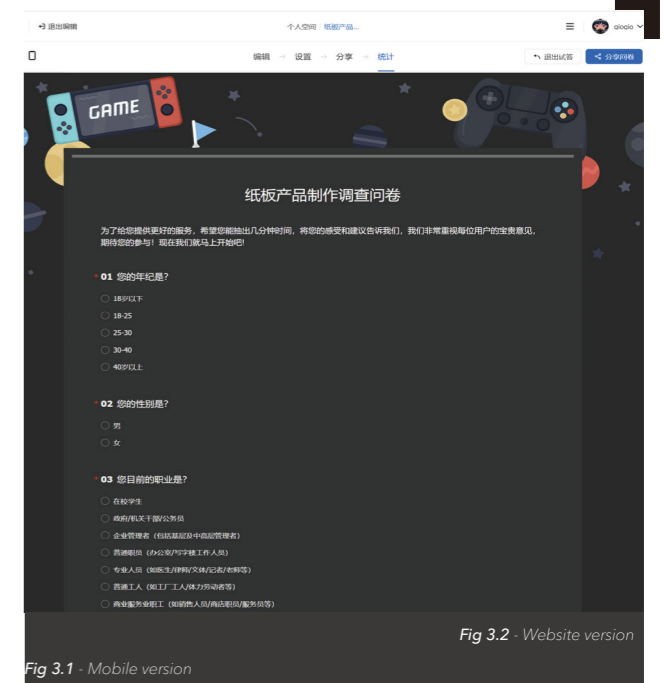 退出编辑
个人空间 / 纸板产品...
qioqio
编辑 → 设置 → 分享 → 统计
退出试答
分享问卷
GAME
纸板产品制作调查问卷
为了给您提供更好的服务，希望您能抽出几分钟时间，将您的感受和建议告诉我们，我们非常重视每位用户的宝贵意见，
期待您的参与！现在我们就马上开始吧!
* 01 您的年纪是?
18岁以下
18-25
25-30
30-40
40岁以上
* 02 您的性别是?
男
女
* 03 您目前的职业是?
在校学生
政府/机关干部/公务员
企业管理者（包括基层及中高层管理者）
普通职员（办公室/写字楼工作人员）
专业人员（如医生/律师/文体/记者/老师等）
普通工人（如工厂工人/体力劳动者等）
商业服务业职工（如销售人员/商店职员/服务员等）
Fig 3.2 - Website version
Fig 3.1 - Mobile version